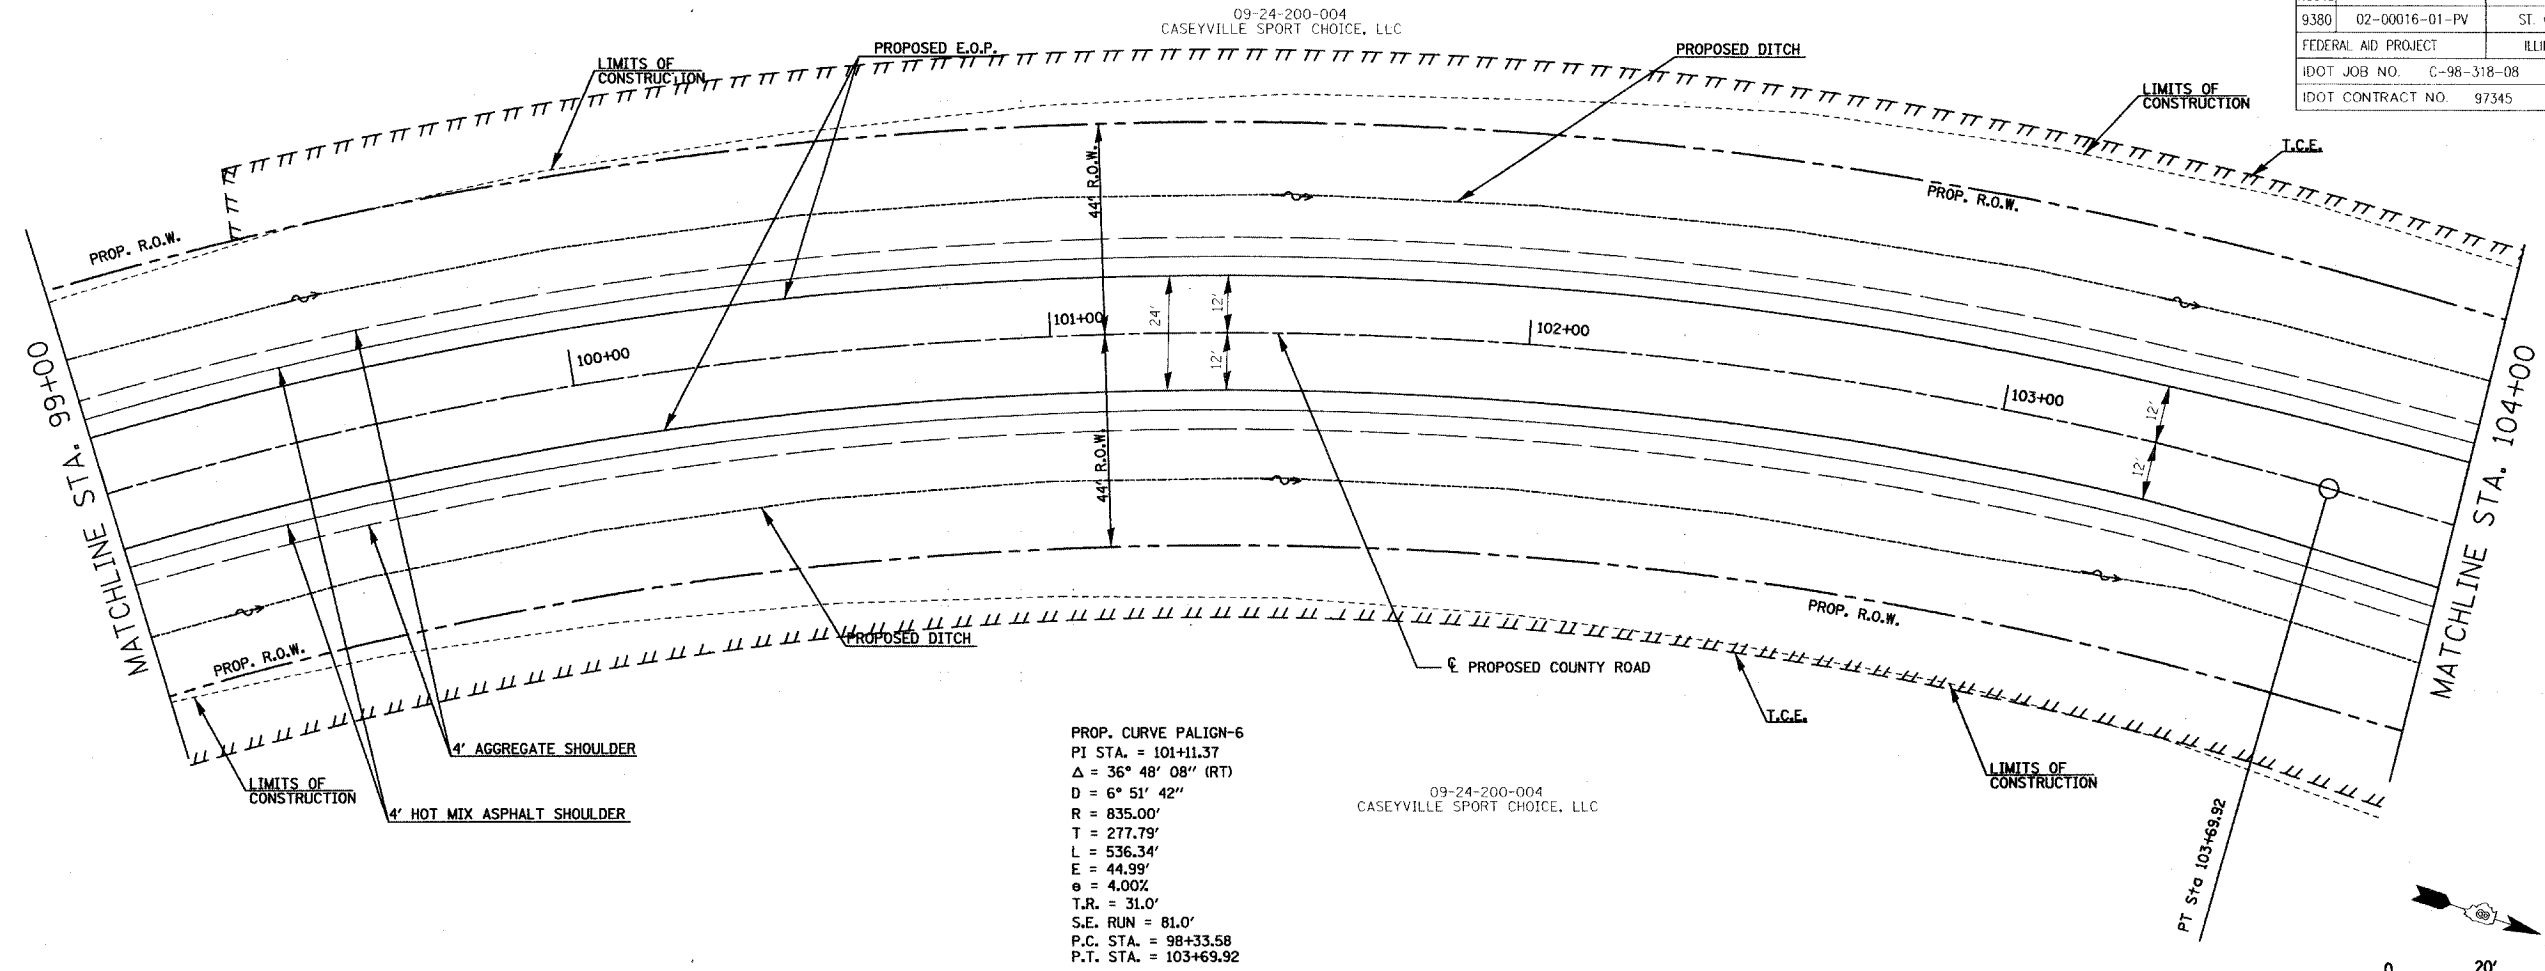 09-24-200-004
CASEYVILLE SPORT CHOICE, LLC
9380 02-00016-01-PV ST.
FEDERAL AID PROJECT
IDOT JOB NO. C-98-318-08
IDOT CONTRACT NO. 97345
LIMITS OF
CONSTRUCTION
PROPOSED E.O.P.
PROPOSED DITCH
LIMITS OF
CONSTRUCTION
T.C.E.
PROP. R.O.W.
44' R.O.W.
PROP. R.O.W.
MATCHLINE STA. 99+00
100+00
101+00
24'
12'
12'
102+00
103+00
12'
12'
MATCHLINE STA. 104+00
44' R.O.W.
PROP. R.O.W.
PROPOSED DITCH
PROP. R.O.W.
℄ PROPOSED COUNTY ROAD
T.C.E.
4' AGGREGATE SHOULDER
LIMITS OF
CONSTRUCTION
4' HOT MIX ASPHALT SHOULDER
LIMITS OF
CONSTRUCTION
PROP. CURVE PALIGN-6
PI STA. = 101+11.37
Δ = 36° 48' 08" (RT)
D = 6° 51' 42"
R = 835.00'
T = 277.79'
L = 536.34'
E = 44.99'
e = 4.00%
T.R. = 31.0'
S.E. RUN = 81.0'
P.C. STA. = 98+33.58
P.T. STA. = 103+69.92
09-24-200-004
CASEYVILLE SPORT CHOICE, LLC
PT Sta 103+69.92
0 20'